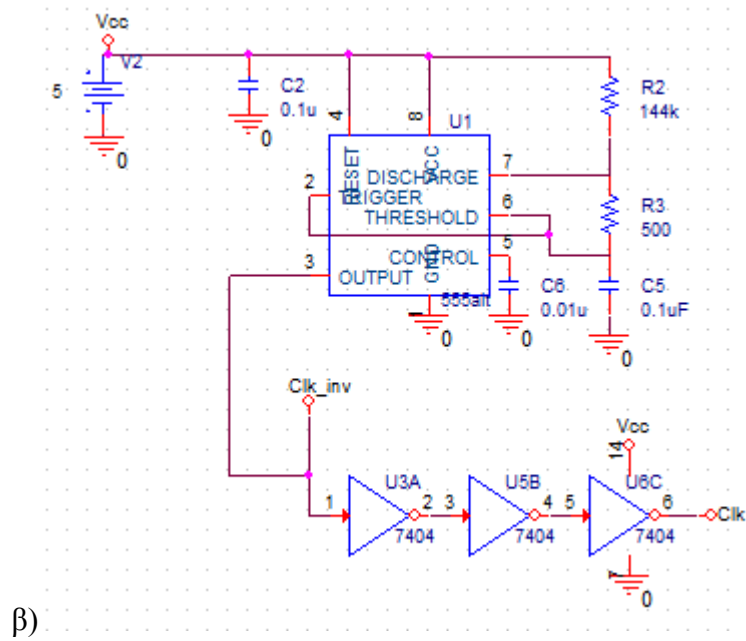 Vcc
V2
5
0
C2
0.1u
0
4
8
U1
R2
144k
RESET
VCC
7
DISCHARGE
2
TRIGGER
6
THRESHOLD
R3
500
5
CONTROL
3
OUTPUT
GND
555alt
1
0
C6
0.01u
0
C5
0.1uF
0
Clk_inv
Vcc
14
U3A
U5B
U6C
1
2
3
4
5
6
Clk
7404
7404
7404
7
0
β)